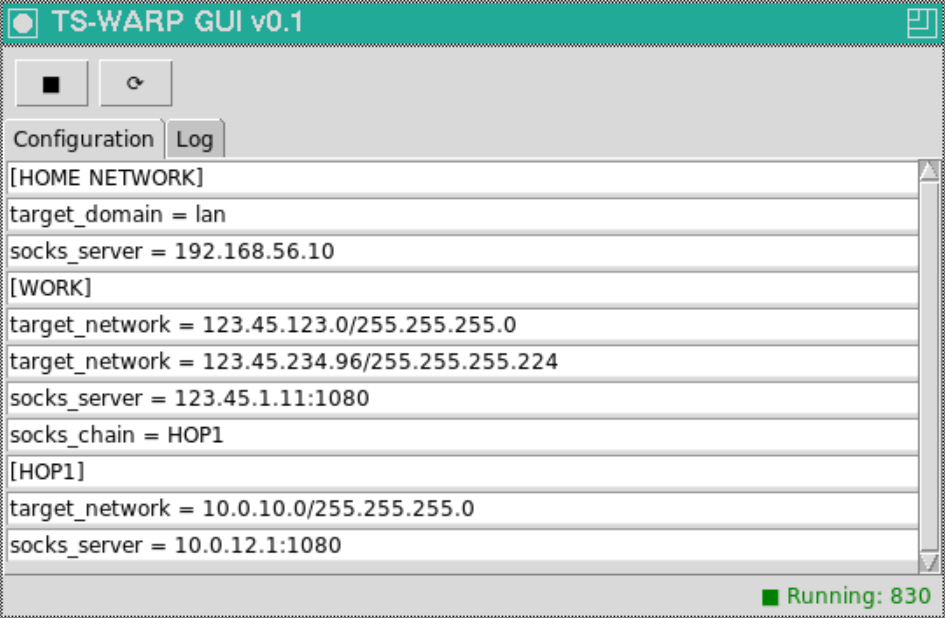 TS-WARP GUI v0.1
Configuration Log
[HOME NETWORK]
target_domain = lan
socks_server = 192.168.56.10
[WORK]
target_network = 123.45.123.0/255.255.255.0
target_network = 123.45.234.96/255.255.255.224
socks_server = 123.45.1.11:1080
socks_chain = HOP1
[HOP1]
target_network = 10.0.10.0/255.255.255.0
socks_server = 10.0.12.1:1080
Running: 830